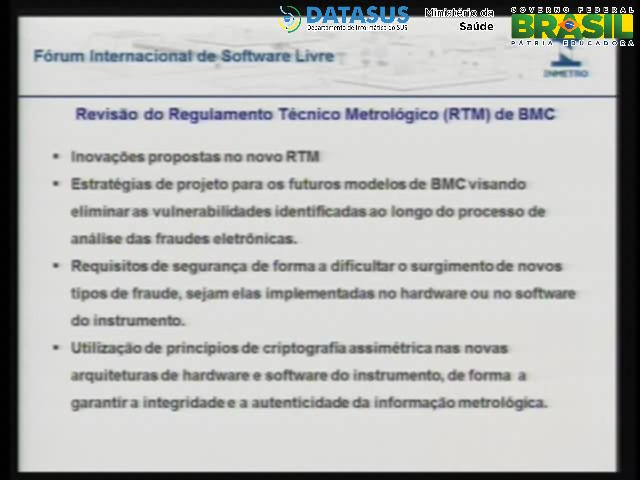 DATASUS
Departamento de Informática do SUS
Ministério da
Saúde
GOVERNO FEDERAL
BRASIL
PÁTRIA EDUCADORA
Fórum Internacional de Software Livre
INMETRO
Revisão do Regulamento Técnico Metrológico (RTM) de BMC
• Inovações propostas no novo RTM
• Estratégias de projeto para os futuros modelos de BMC visando
eliminar as vulnerabilidades identificadas ao longo do processo de
análise das fraudes eletrônicas.
• Requisitos de segurança de forma a dificultar o surgimento de novos
tipos de fraude, sejam elas implementadas no hardware ou no software
do instrumento.
• Utilização de princípios de criptografia assimétrica nas novas
arquiteturas de hardware e software do instrumento, de forma a
garantir a integridade e a autenticidade da informação metrológica.